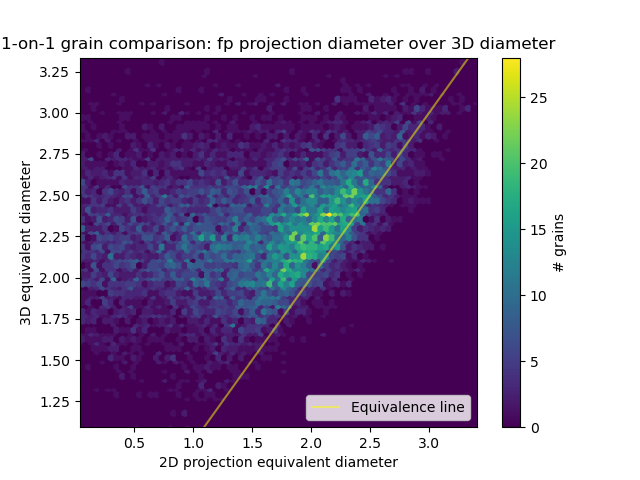 1-on-1 grain comparison: fp projection diameter over 3D diameter
3.25
3.00
2.75
2.50
2.25
2.00
1.75
1.50
1.25
3D equivalent diameter
0.5 1.0 1.5 2.0 2.5 3.0
2D projection equivalent diameter
Equivalence line
25
20
15
10
5
0
# grains